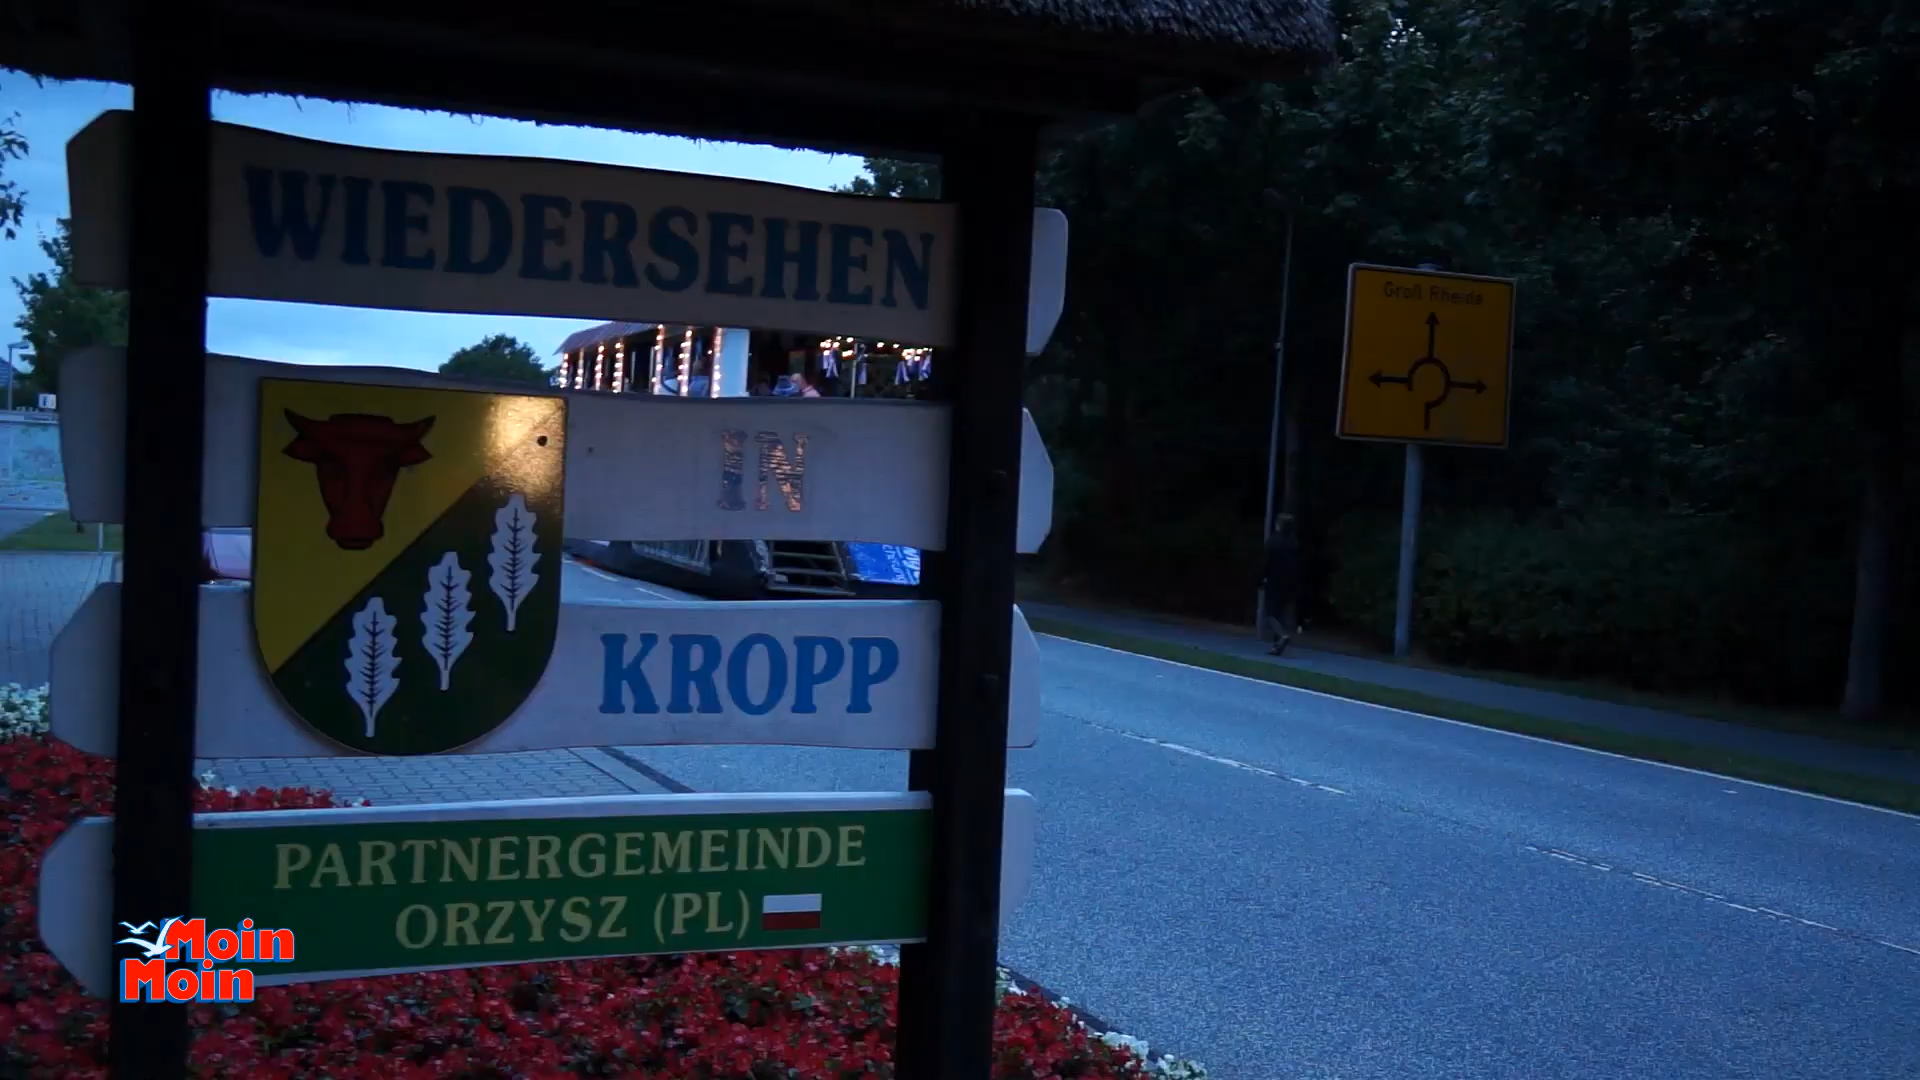 WIEDERSEHEN
IN
KROPP
PARTNERGEMEINDE
ORZYSZ (PL)
Groß Rheide
Moin
Moin